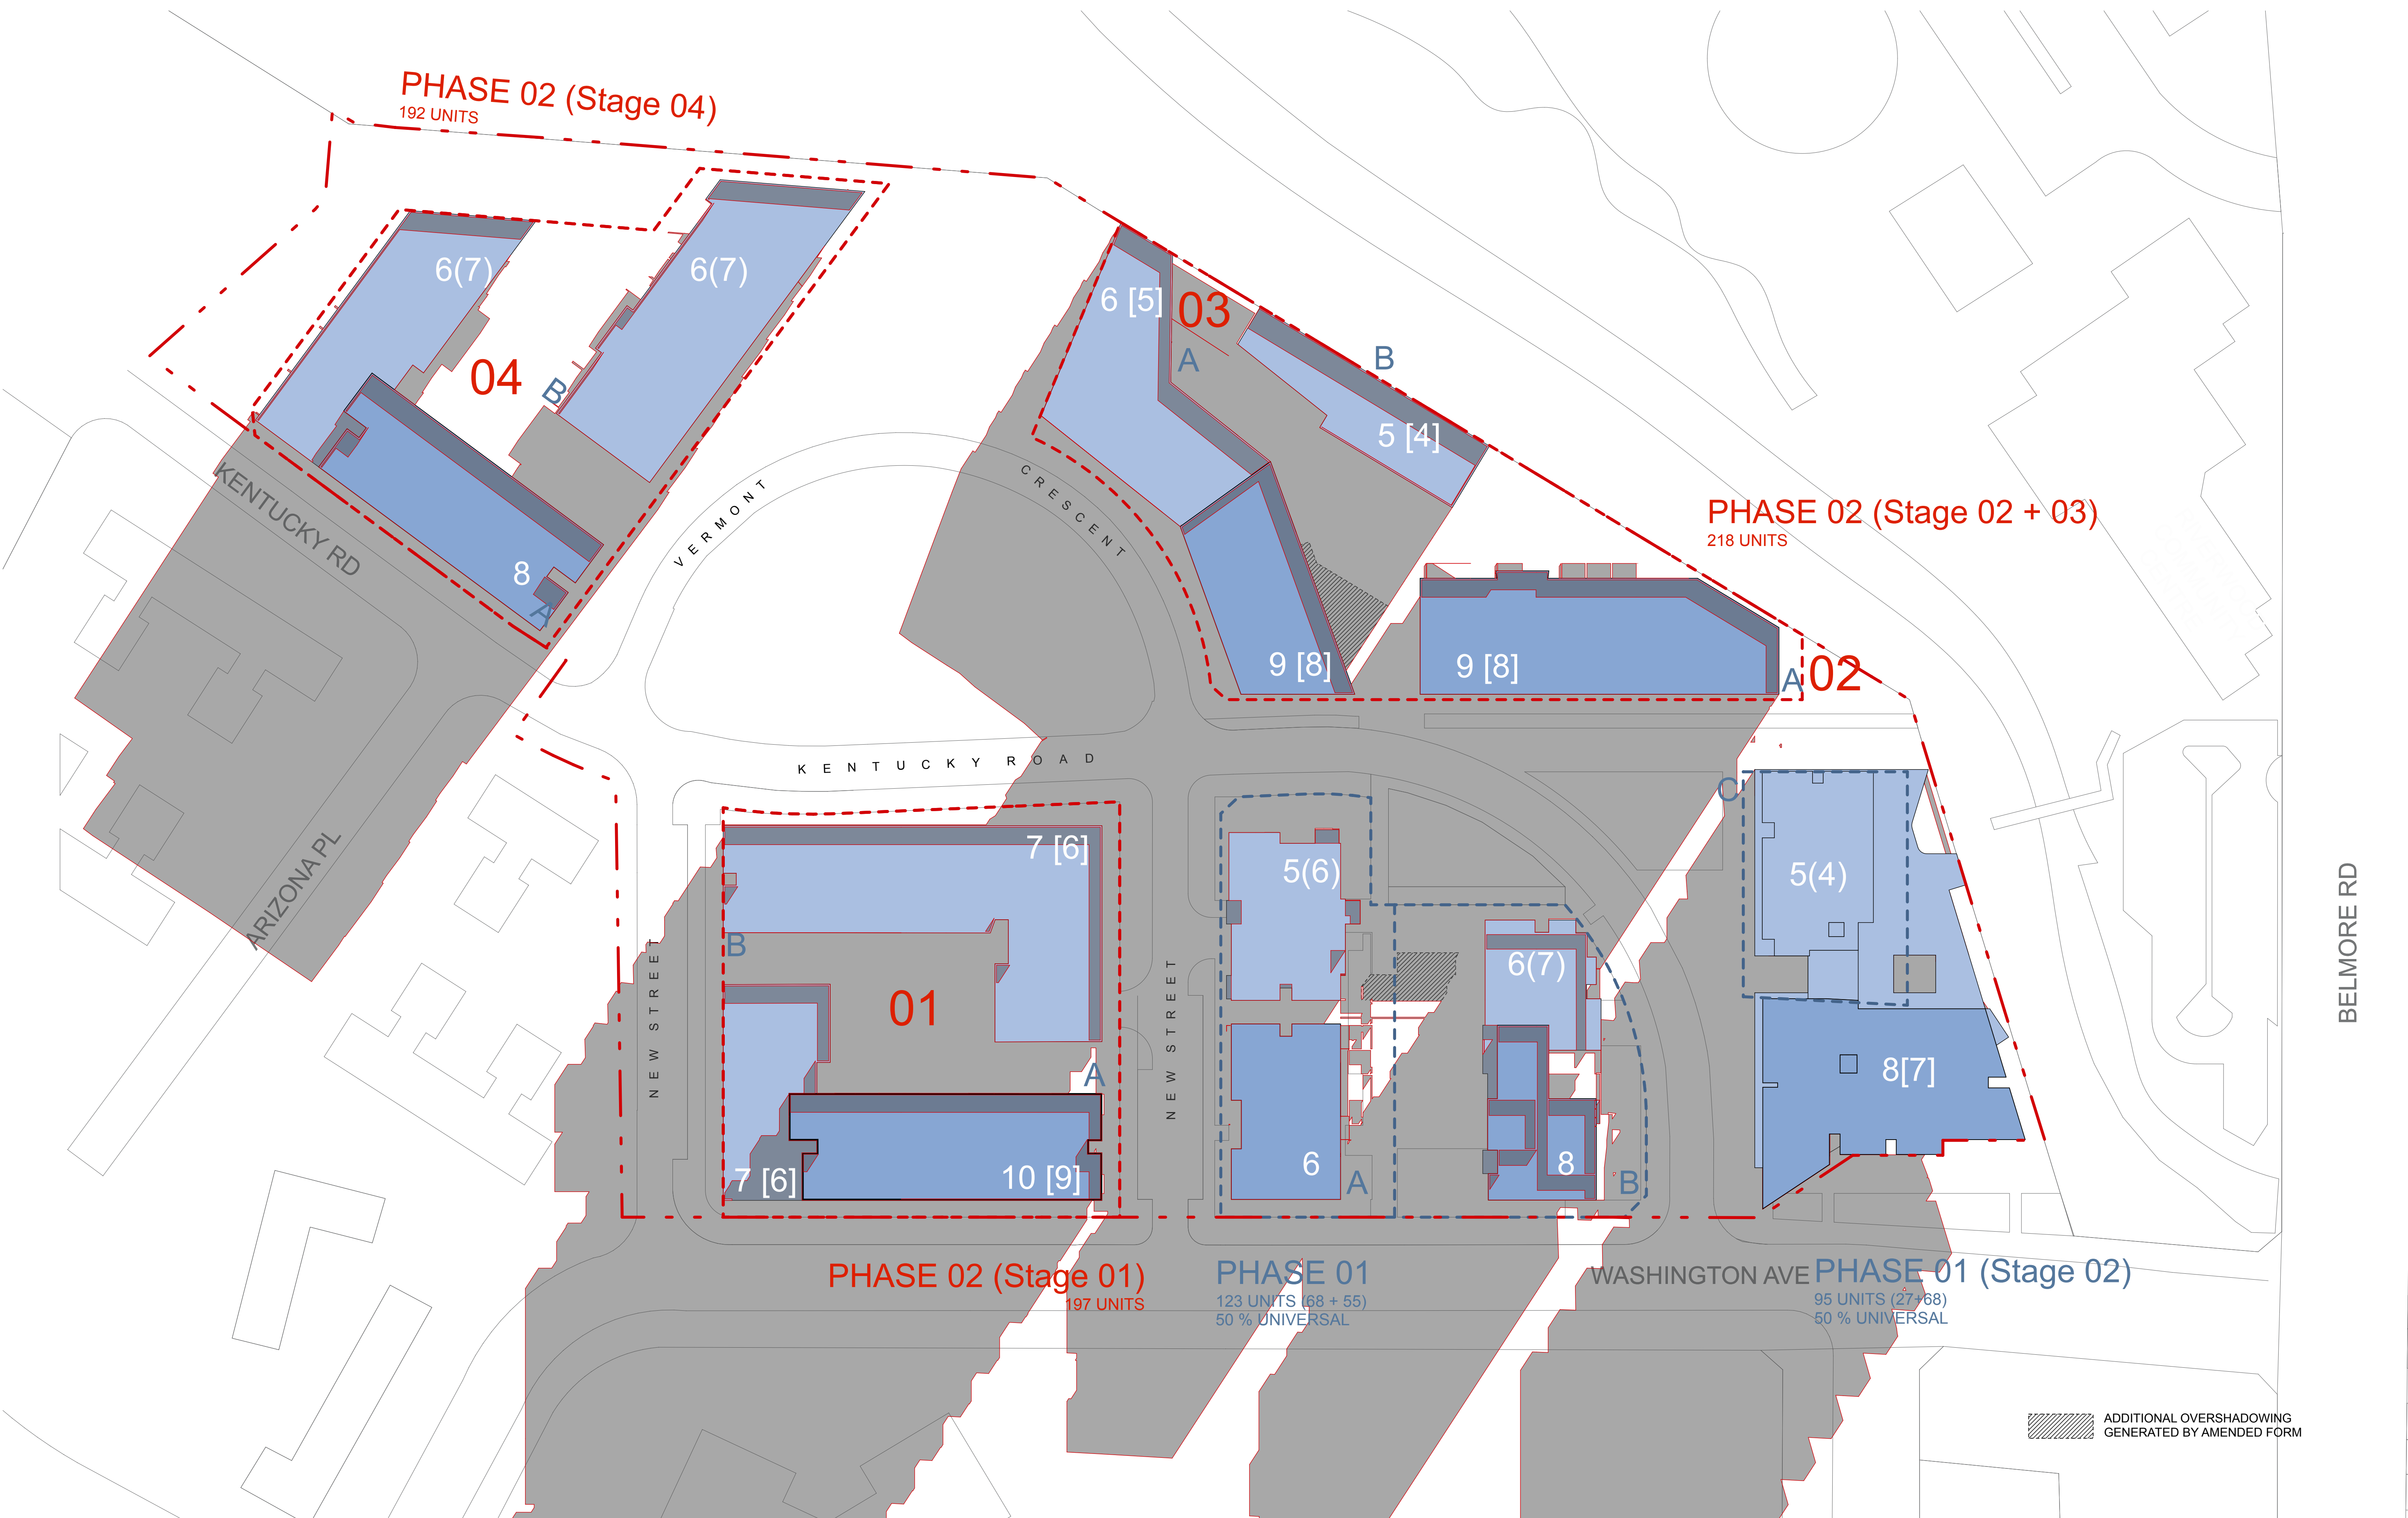 PHASE 02 (Stage 04)
192 UNITS
6(7)
6(7)
04
B
8
A
KENTUCKY RD
ARIZONA PL
VERMONT
CRESCENT
6 [5]
03
A
B
5 [4]
PHASE 02 (Stage 02 + 03)
218 UNITS
9 [8]
9 [8]
A
02
KENTUCKY ROAD
7 [6]
B
01
A
7 [6]
10 [9]
NEW STREET
NEW STREET
5(6)
6
A
6(7)
8
B
C
5(4)
8[7]
BELMORE RD
PHASE 02 (Stage 01)
197 UNITS
PHASE 01
123 UNITS (68 + 55)
50 % UNIVERSAL
WASHINGTON AVE
PHASE 01 (Stage 02)
95 UNITS (27+68)
50 % UNIVERSAL
ADDITIONAL OVERSHADOWING
GENERATED BY AMENDED FORM